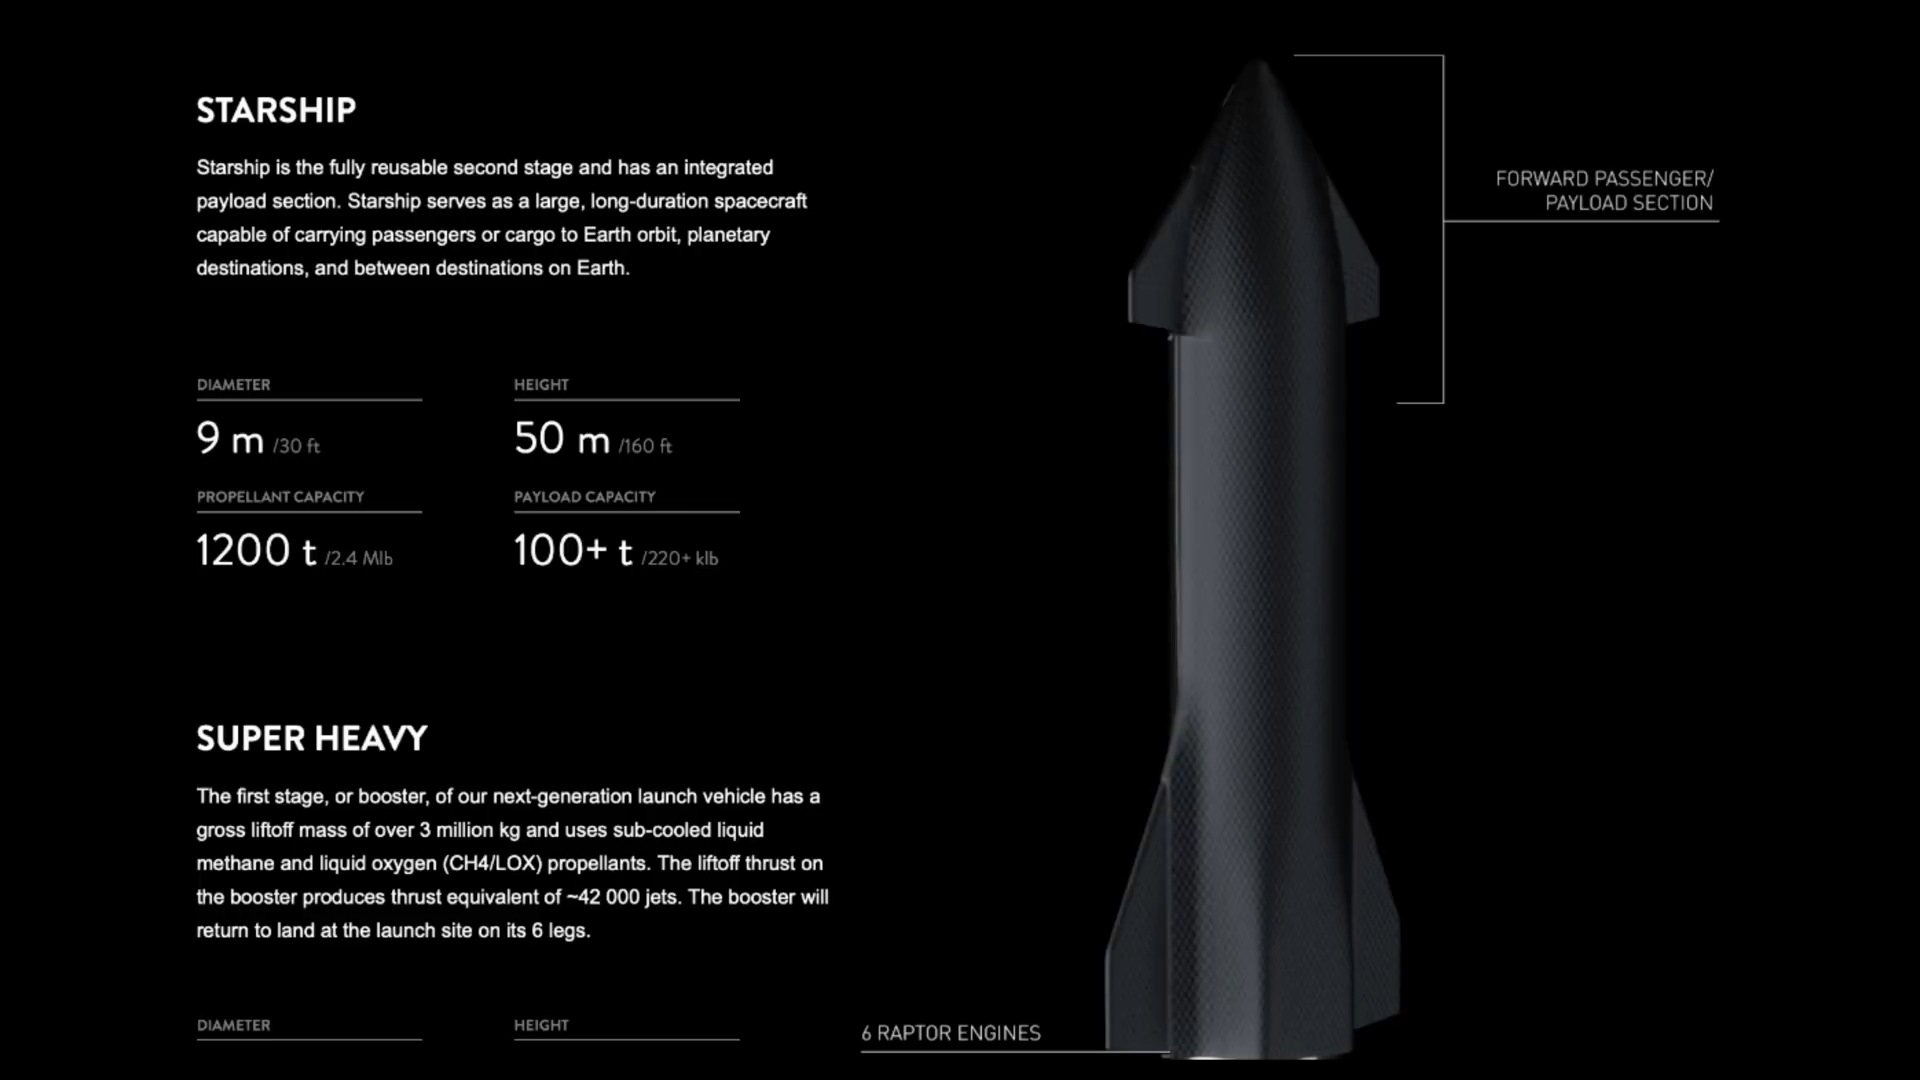 STARSHIP
Starship is the fully reusable second stage and has an integrated
payload section. Starship serves as a large, long-duration spacecraft
capable of carrying passengers or cargo to Earth orbit, planetary
destinations, and between destinations on Earth.
DIAMETER
9 m /30 ft
HEIGHT
50 m /160 ft
PROPELLANT CAPACITY
1200 t /2.4 Mlb
PAYLOAD CAPACITY
100+ t /220+ klb
SUPER HEAVY
The first stage, or booster, of our next-generation launch vehicle has a
gross liftoff mass of over 3 million kg and uses sub-cooled liquid
methane and liquid oxygen (CH4/LOX) propellants. The liftoff thrust on
the booster produces thrust equivalent of ~42 000 jets. The booster will
return to land at the launch site on its 6 legs.
DIAMETER
HEIGHT
FORWARD PASSENGER/
PAYLOAD SECTION
6 RAPTOR ENGINES